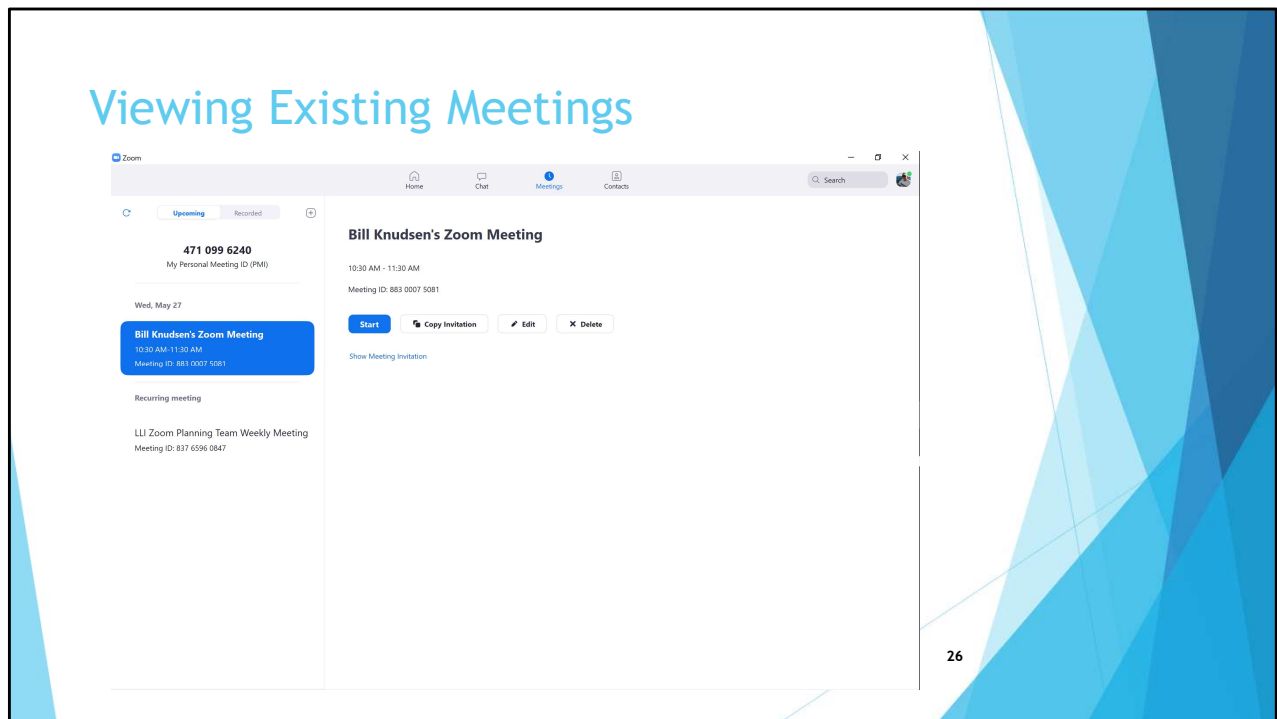 Viewing Existing Meetings
Zoom
Home Chat Meetings Contacts
Search
Upcoming Recorded
471 099 6240
My Personal Meeting ID (PMI)
Wed, May 27
Bill Knudsen's Zoom Meeting
10:30 AM-11:30 AM
Meeting ID: 883 0007 5081
Recurring meeting
LLI Zoom Planning Team Weekly Meeting
Meeting ID: 837 6596 0847
Bill Knudsen's Zoom Meeting
10:30 AM - 11:30 AM
Meeting ID: 883 0007 5081
Start Copy Invitation Edit Delete
Show Meeting Invitation
26